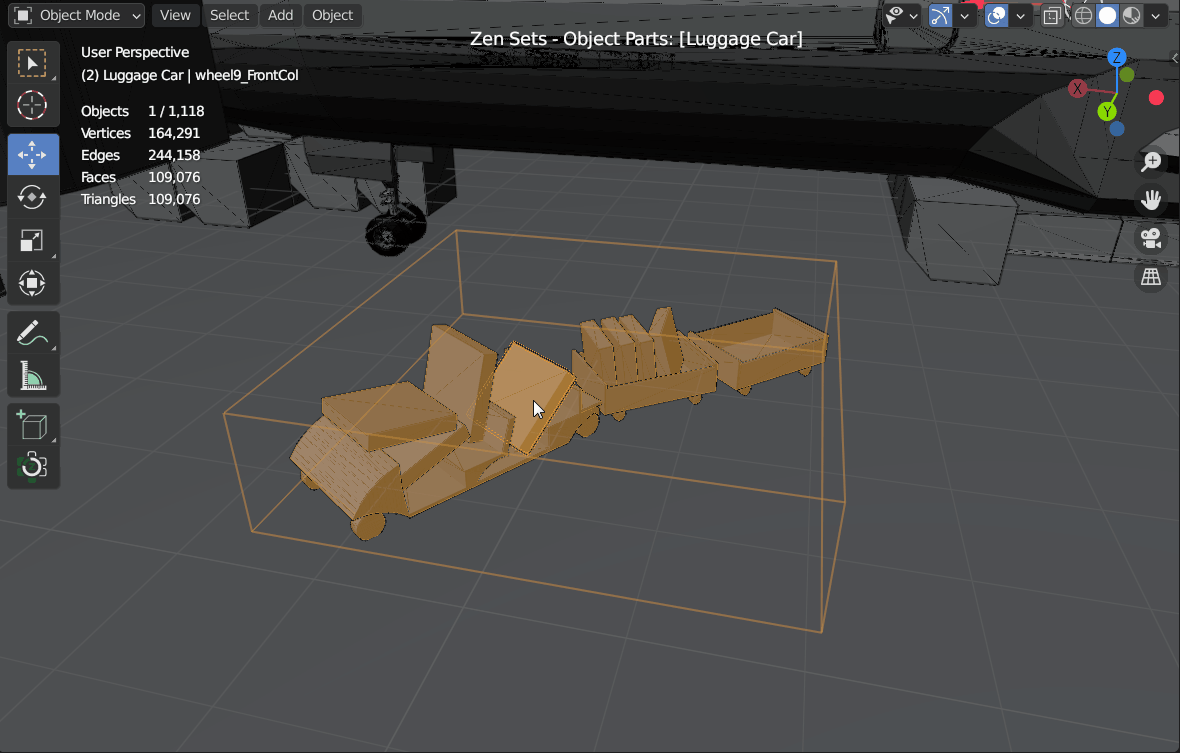 Object Mode View Select Add Object
Zen Sets - Object Parts: [Luggage Car]
User Perspective
(2) Luggage Car | wheel9_FrontCol
Objects 1 / 1,118
Vertices 164,291
Edges 244,158
Faces 109,076
Triangles 109,076
Z
X
Y